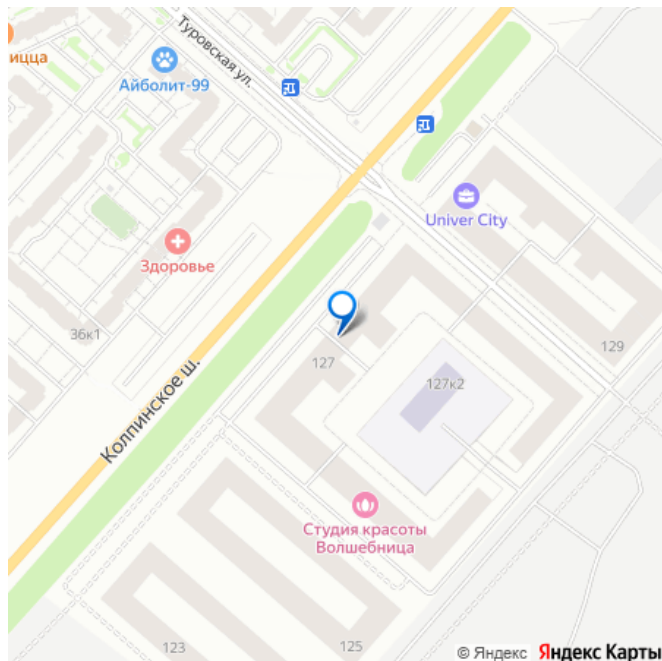 Туровская ул.
ицца
Айболит-99
Univer City
Здоровье
36к1
127
129
127к2
Колпинское ш.
Студия красоты
Волшебница
123
125
© Яндекс Яндекс Карты